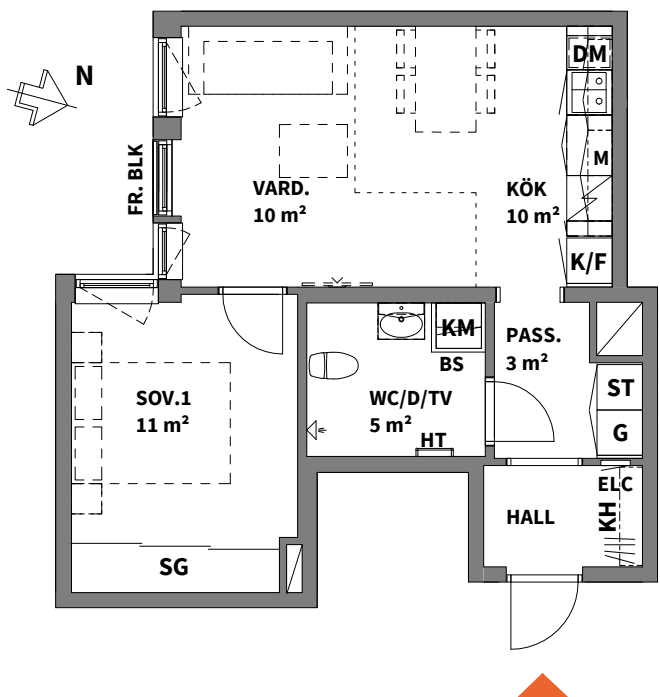 N
DM
FR. BLK
M
VARD.
10 m²
KÖK
10 m²
K/F
KM
BS
PASS.
3 m²
SOV.1
11 m²
WC/D/TV
5 m²
HT
ST
G
ELC
KH
HALL
SG